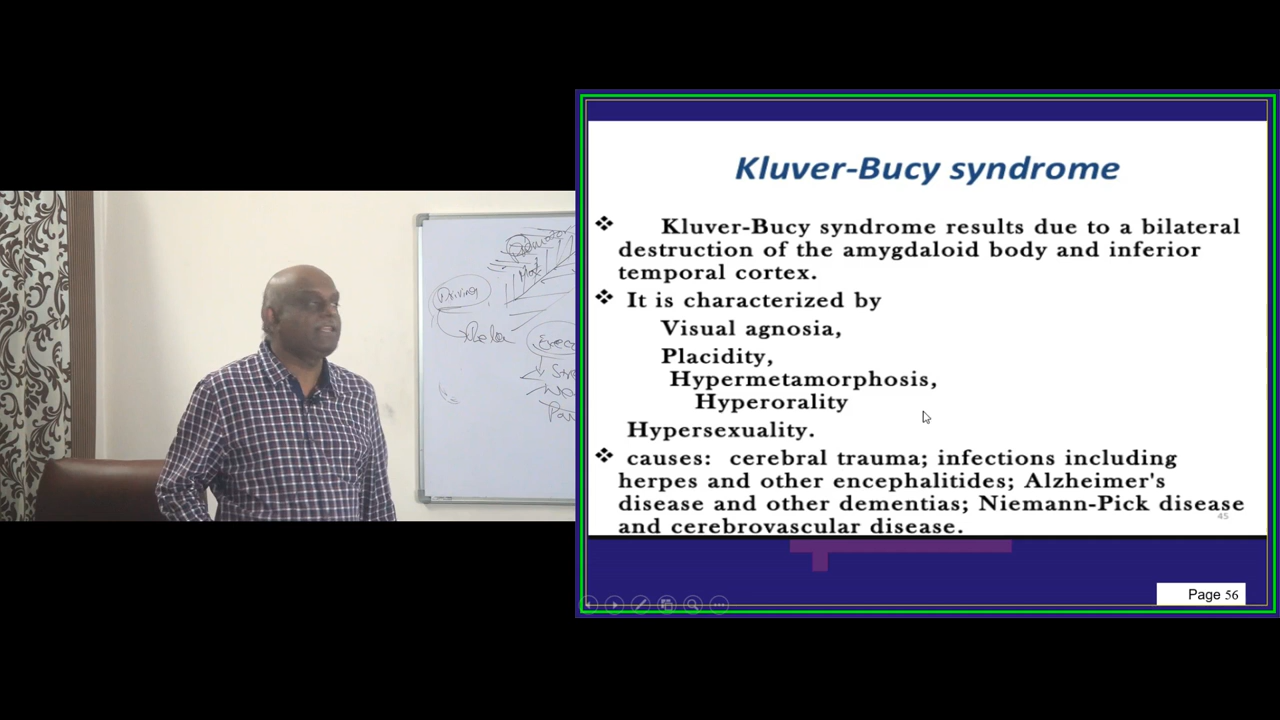 Kluver-Bucy syndrome
Kluver-Bucy syndrome results due to a bilateral
destruction of the amygdaloid body and inferior
temporal cortex.
It is characterized by
Visual agnosia,
Placidity,
Hypermetamorphosis,
Hyperorality
Hypersexuality.
causes: cerebral trauma; infections including
herpes and other encephalitides; Alzheimer's
disease and other dementias; Niemann-Pick disease
and cerebrovascular disease.
45
Page 56
Driving